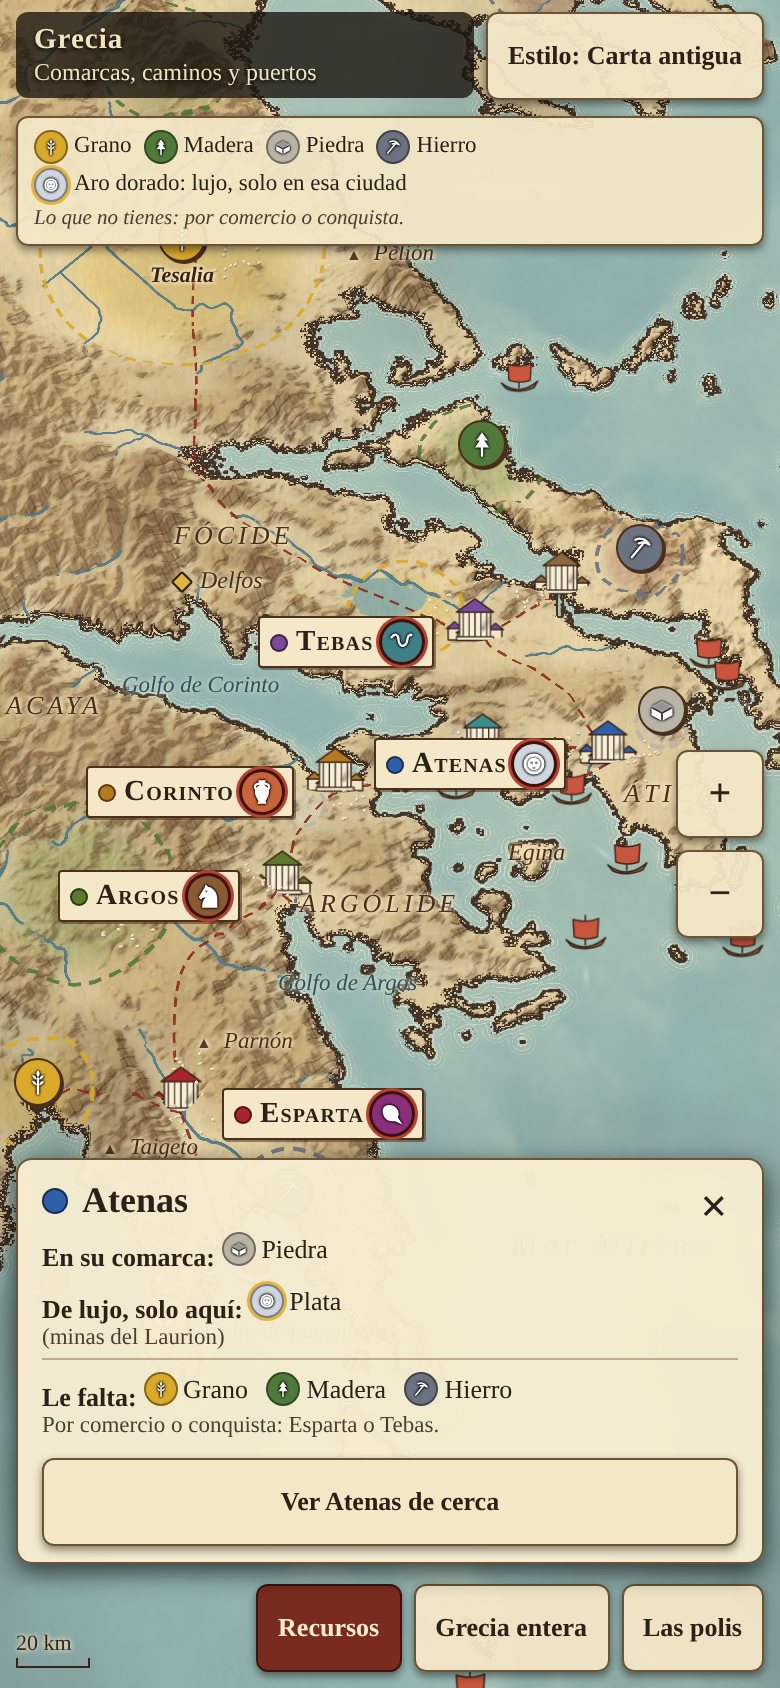 Grecia
Comarcas, caminos y puertos
Estilo: Carta antigua
Grano Madera Piedra Hierro
Aro dorado: lujo, solo en esa ciudad
Lo que no tienes: por comercio o conquista.
▲ Pelión
Tesalia
FÓCIDE
Delfos
TEBAS
Golfo de Corinto
ACAYA
ATENAS
CORINTO
ÁTI
+
Egina
−
ARGOS
ARGÓLIDE
Golfo de Argos
▲ Parnón
ESPARTA
▲ Taigeto
Atenas
✕
Mar Mirtoo
En su comarca: Piedra
De lujo, solo aquí: Plata
(minas del Laurion)
Le falta: Grano Madera Hierro
Por comercio o conquista: Esparta o Tebas.
Ver Atenas de cerca
20 km
Recursos
Grecia entera
Las polis